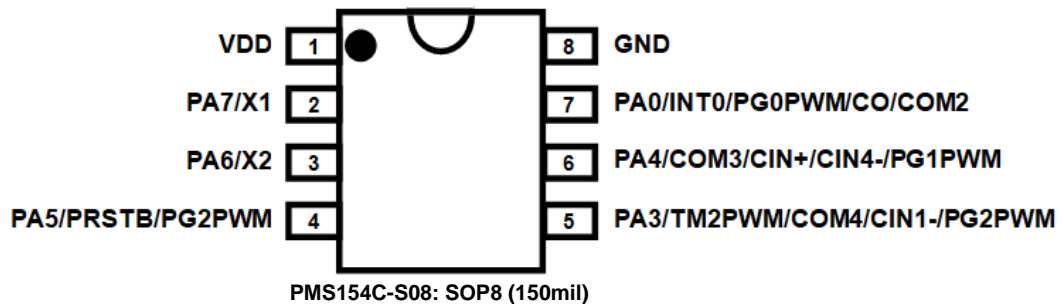 VDD 1 8 GND
PA7/X1 2 7 PA0/INT0/PG0PWM/CO/COM2
PA6/X2 3 6 PA4/COM3/CIN+/CIN4-/PG1PWM
PA5/PRSTB/PG2PWM 4 5 PA3/TM2PWM/COM4/CIN1-/PG2PWM
PMS154C-S08: SOP8 (150mil)